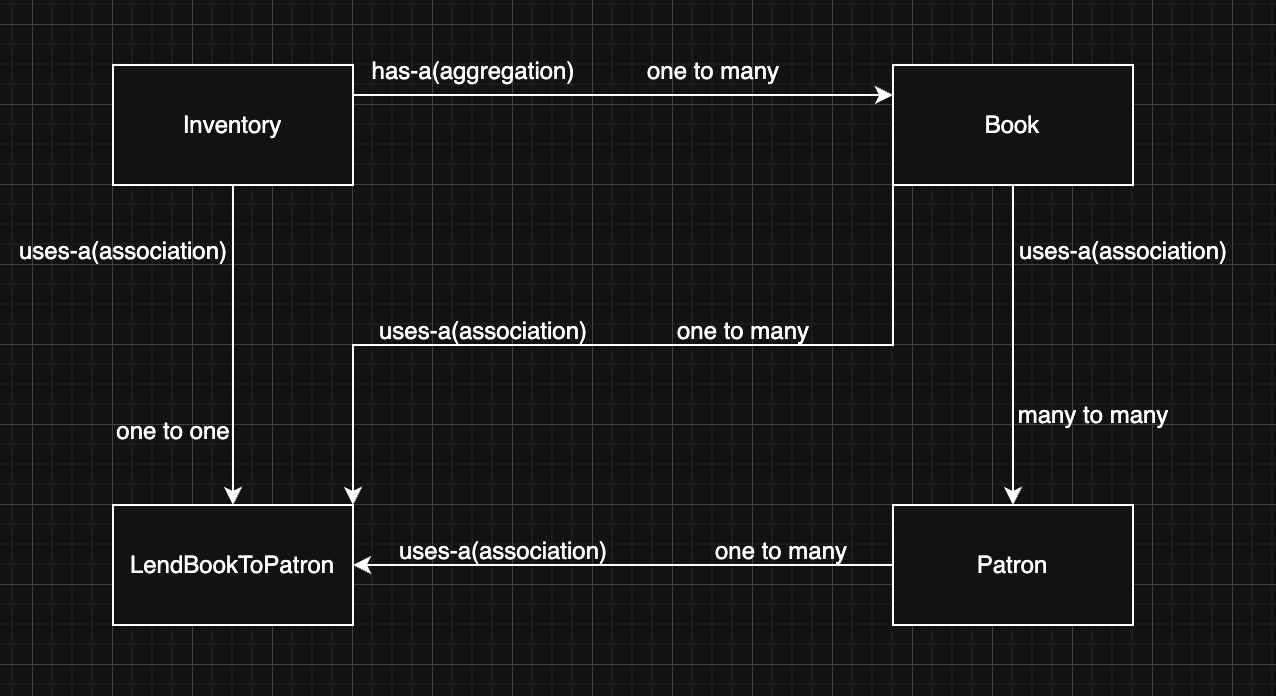 has-a(aggregation)
one to many
Inventory
Book
uses-a(association)
uses-a(association)
uses-a(association)
one to many
many to many
one to one
uses-a(association)
one to many
LendBookToPatron
Patron